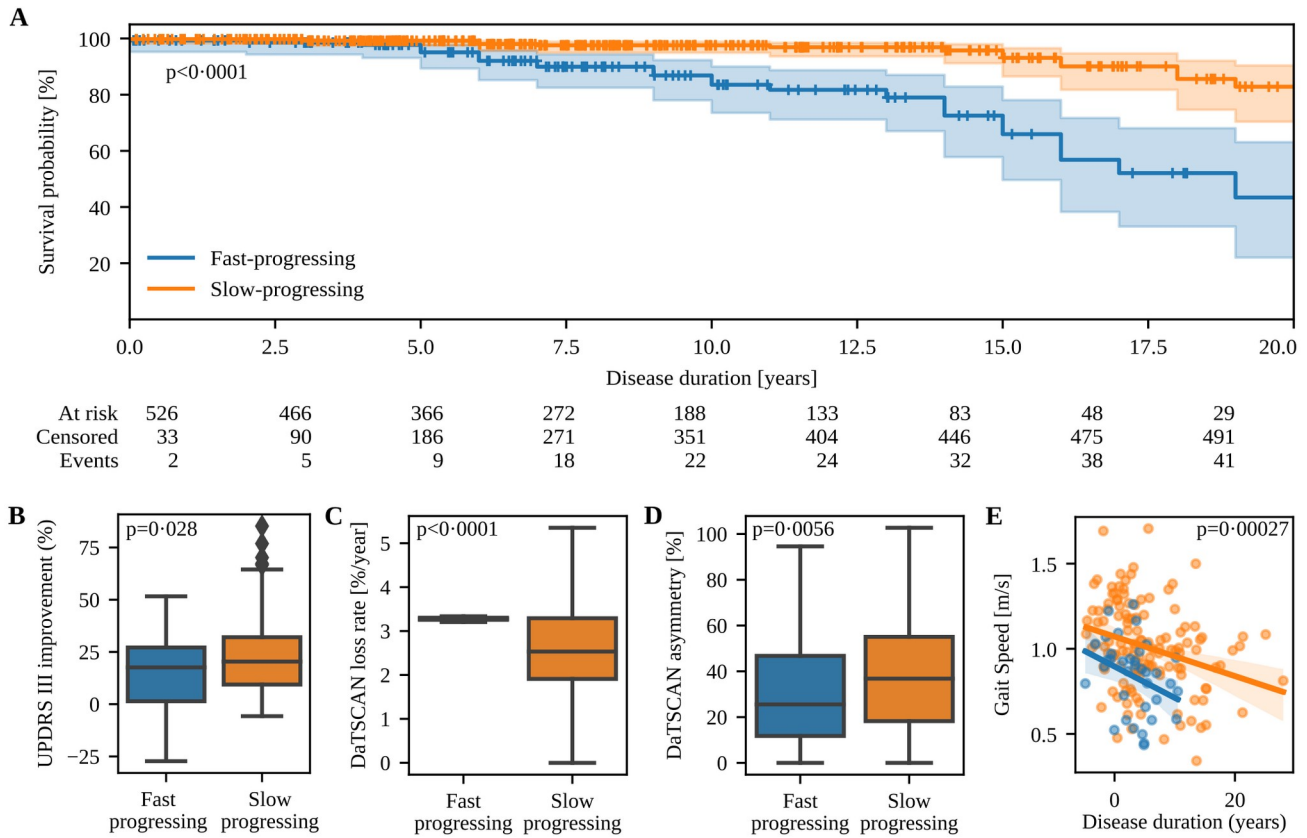 A
100
80
60
40
20
Survival probability [%]
p<0·0001
Fast-progressing
Slow-progressing
0.0 2.5 5.0 7.5 10.0 12.5 15.0 17.5 20.0
Disease duration [years]
At risk 526 466 366 272 188 133 83 48 29
Censored 33 90 186 271 351 404 446 475 491
Events 2 5 9 18 22 24 32 38 41
B
UPDRS III improvement (%)
p=0·028
75
50
25
0
−25
Fast
progressing
Slow
progressing
C
DaTSCAN loss rate [%/year]
p<0·0001
5
4
3
2
1
0
Fast
progressing
Slow
progressing
D
DaTSCAN asymmetry [%]
p=0·0056
100
80
60
40
20
0
Fast
progressing
Slow
progressing
E
Gait Speed [m/s]
p=0·00027
1.5
1.0
0.5
0 20
Disease duration (years)